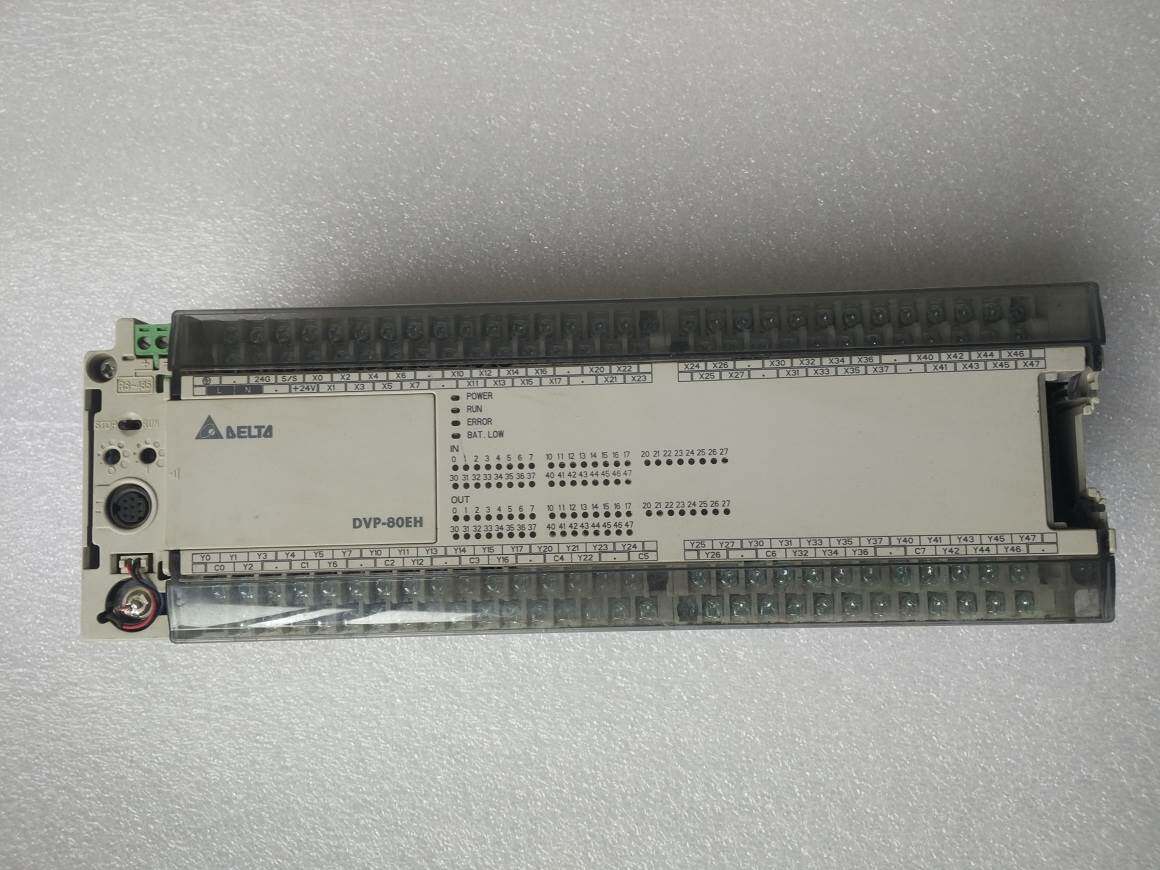 24G S/S X0 X2 X4 X6 . X10 X12 X14 X16 . X20 X22
L N . +24V X1 X3 X5 X7 . X11 X13 X15 X17 . X21 X23
X24 X26 . X30 X32 X34 X36 . X40 X42 X44 X46
X25 X27 . X31 X33 X35 X37 . X41 X43 X45 X47
RS-485
STOP RUN
DELTA
DVP-80EH
POWER
RUN
ERROR
BAT. LOW
IN
0 1 2 3 4 5 6 7 10 11 12 13 14 15 16 17 20 21 22 23 24 25 26 27
30 31 32 33 34 35 36 37 40 41 42 43 44 45 46 47
OUT
0 1 2 3 4 5 6 7 10 11 12 13 14 15 16 17 20 21 22 23 24 25 26 27
30 31 32 33 34 35 36 37 40 41 42 43 44 45 46 47
Y0 Y1 Y3 Y4 Y5 Y7 Y10 Y11 Y13 Y14 Y15 Y17 Y20 Y21 Y23 Y24
C0 Y2 . C1 Y6 . C2 Y12 . C3 Y16 . C4 Y22 . C5
Y25 Y27 Y30 Y31 Y33 Y35 Y37 Y40 Y41 Y43 Y45 Y47
Y26 . C6 Y32 Y34 Y36 . C7 Y42 Y44 Y46 .